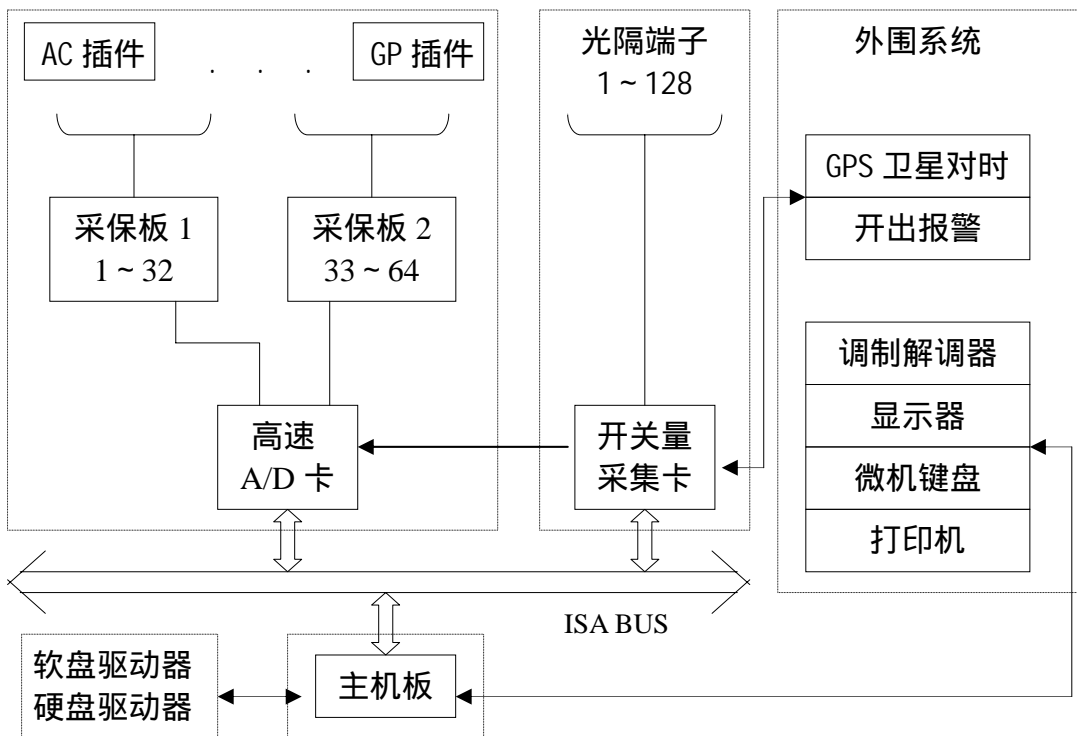 AC 插件
. . .
GP 插件
光隔端子
1~128
外围系统
GPS 卫星对时
开出报警
采保板 1
1~32
采保板 2
33~64
调制解调器
显示器
微机键盘
打印机
高速
A/D 卡
开关量
采集卡
ISA BUS
软盘驱动器
硬盘驱动器
主机板